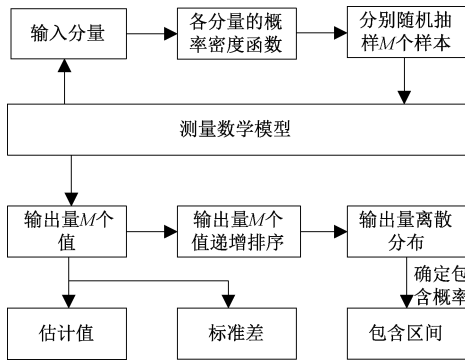 输入分量
各分量的概
率密度函数
分别随机抽
样M个样本
测量数学模型
输出量M个
值
输出量M个
值递增排序
输出量离散
分布
确定包
含概率
估计值
标准差
包含区间